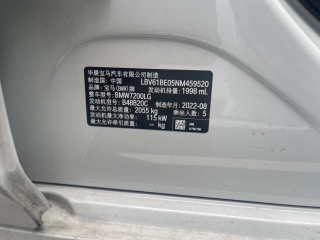 华晨宝马汽车有限公司制造
制造国: 中国 LBV61BE05NM459520
品牌: 宝马(BMW)牌 发动机排量: 1998 mL
整车型号: BMW7200LG
发动机型号: B48B20C 制造年月: 2022-08
最大允许总质量: 2055 kg 乘坐人数: 5
发动机最大净功率: 115 kW
最大允许牵引质量: -- kg